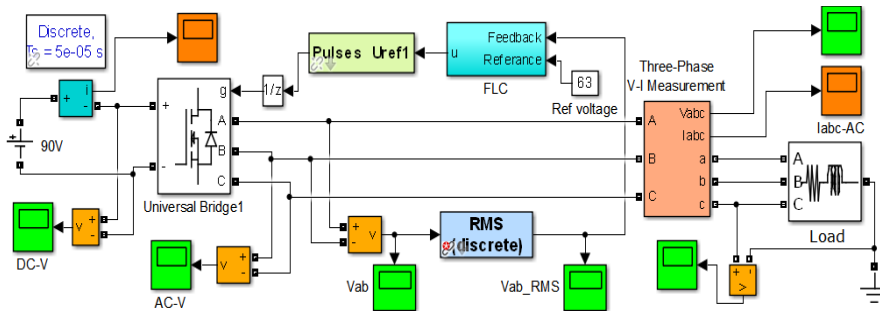 Discrete,
Ts = 5e-05 s
Pulses Uref1
u
Feedback
Referance
FLC
63
Ref voltage
Three-Phase
V-I Measurement
+
-
i
90V
+
-
g
A
B
C
1/z
Universal Bridge1
A
B
C
Vabc
Iabc
a
b
c
Iabc-AC
A
B
C
Load
v
+
-
DC-V
v
+
-
AC-V
+
-
v
Vab
RMS
(discrete)
Vab_RMS
+
-
v